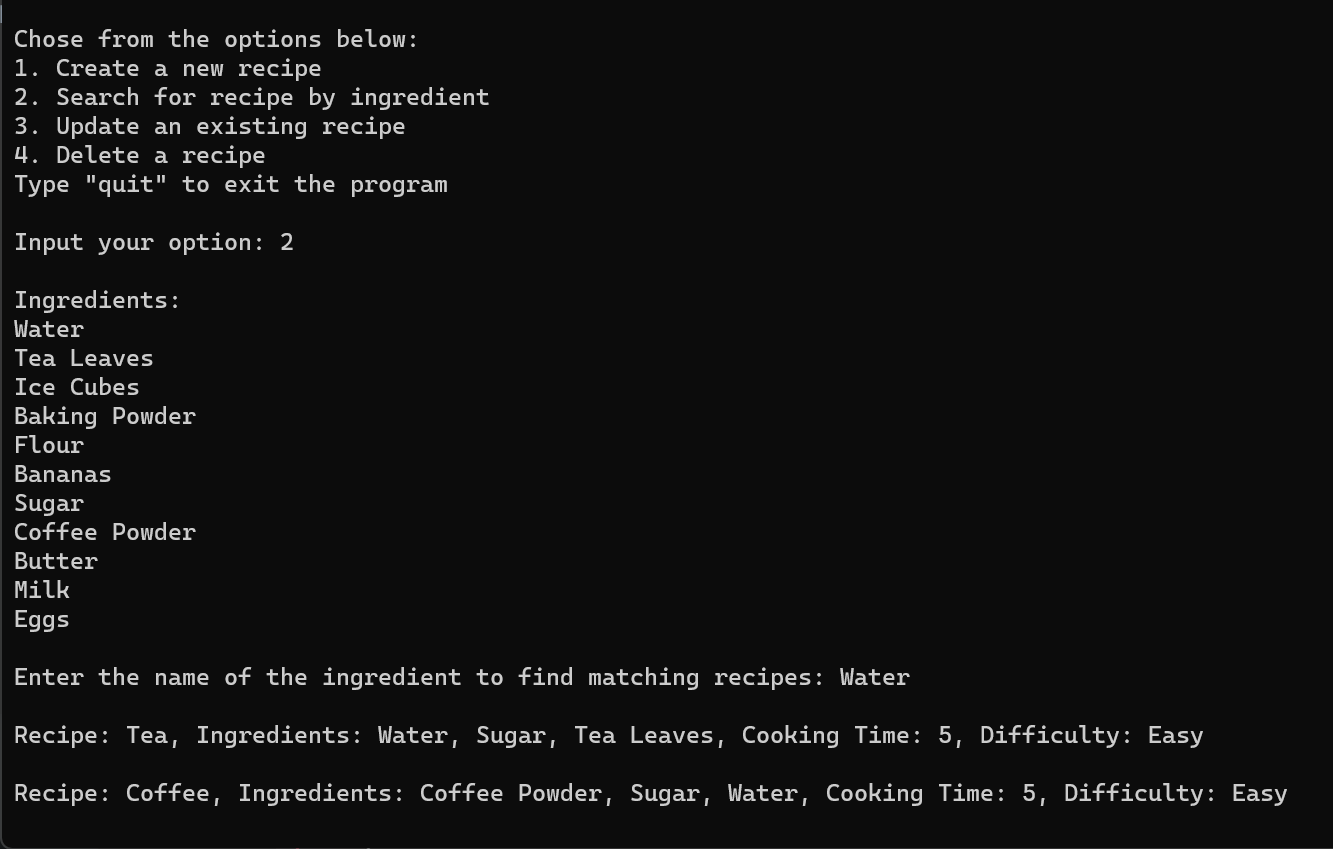 Chose from the options below:
1. Create a new recipe
2. Search for recipe by ingredient
3. Update an existing recipe
4. Delete a recipe
Type "quit" to exit the program
Input your option: 2
Ingredients:
Water
Tea Leaves
Ice Cubes
Baking Powder
Flour
Bananas
Sugar
Coffee Powder
Butter
Milk
Eggs
Enter the name of the ingredient to find matching recipes: Water
Recipe: Tea, Ingredients: Water, Sugar, Tea Leaves, Cooking Time: 5, Difficulty: Easy
Recipe: Coffee, Ingredients: Coffee Powder, Sugar, Water, Cooking Time: 5, Difficulty: Easy